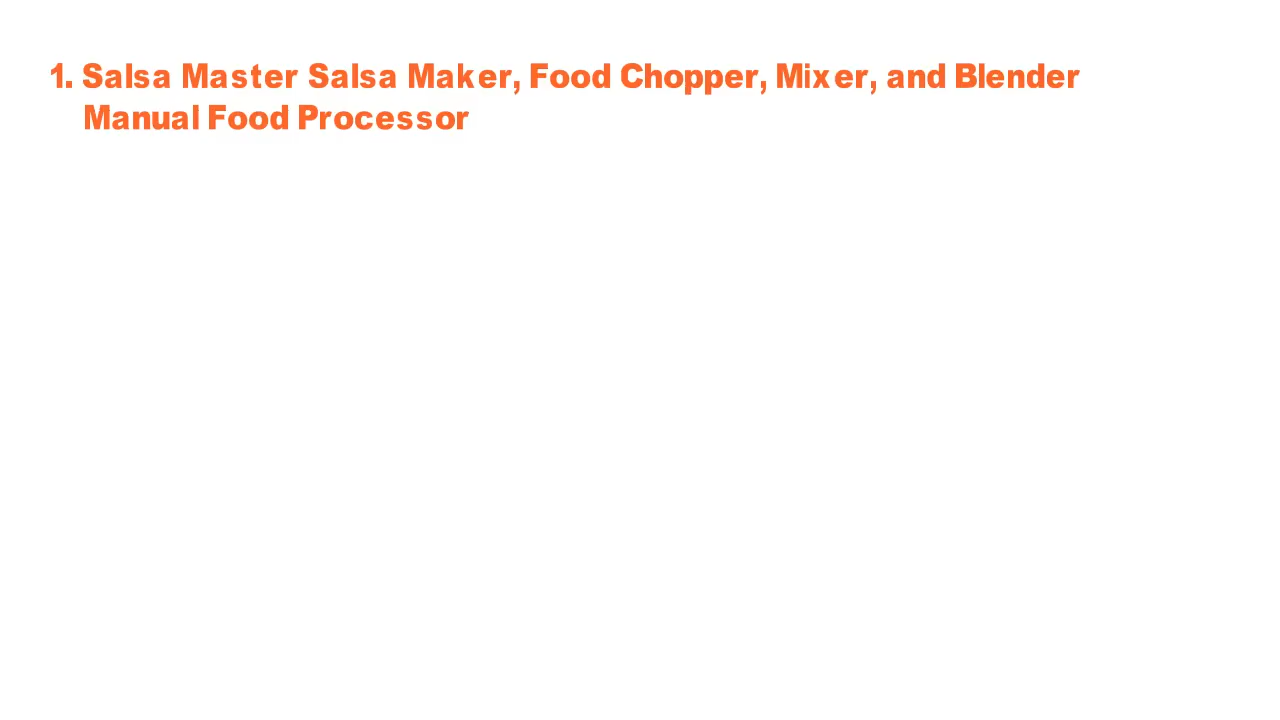 1. Salsa Master Salsa Maker, Food Chopper, Mixer, and Blender
Manual Food Processor